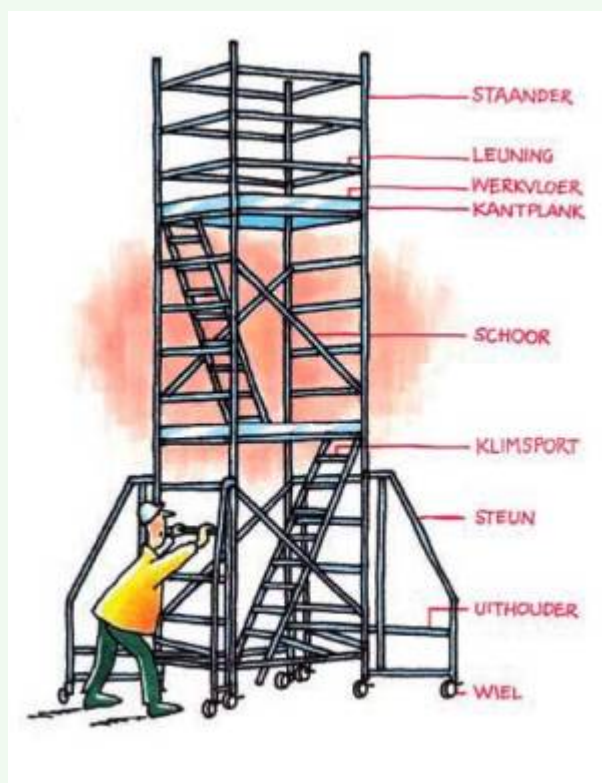 STAANDER
LEUNING
WERKVLOER
KANTPLANK
SCHOOR
KLIMSPORT
STEUN
UITHOUDER
WIEL